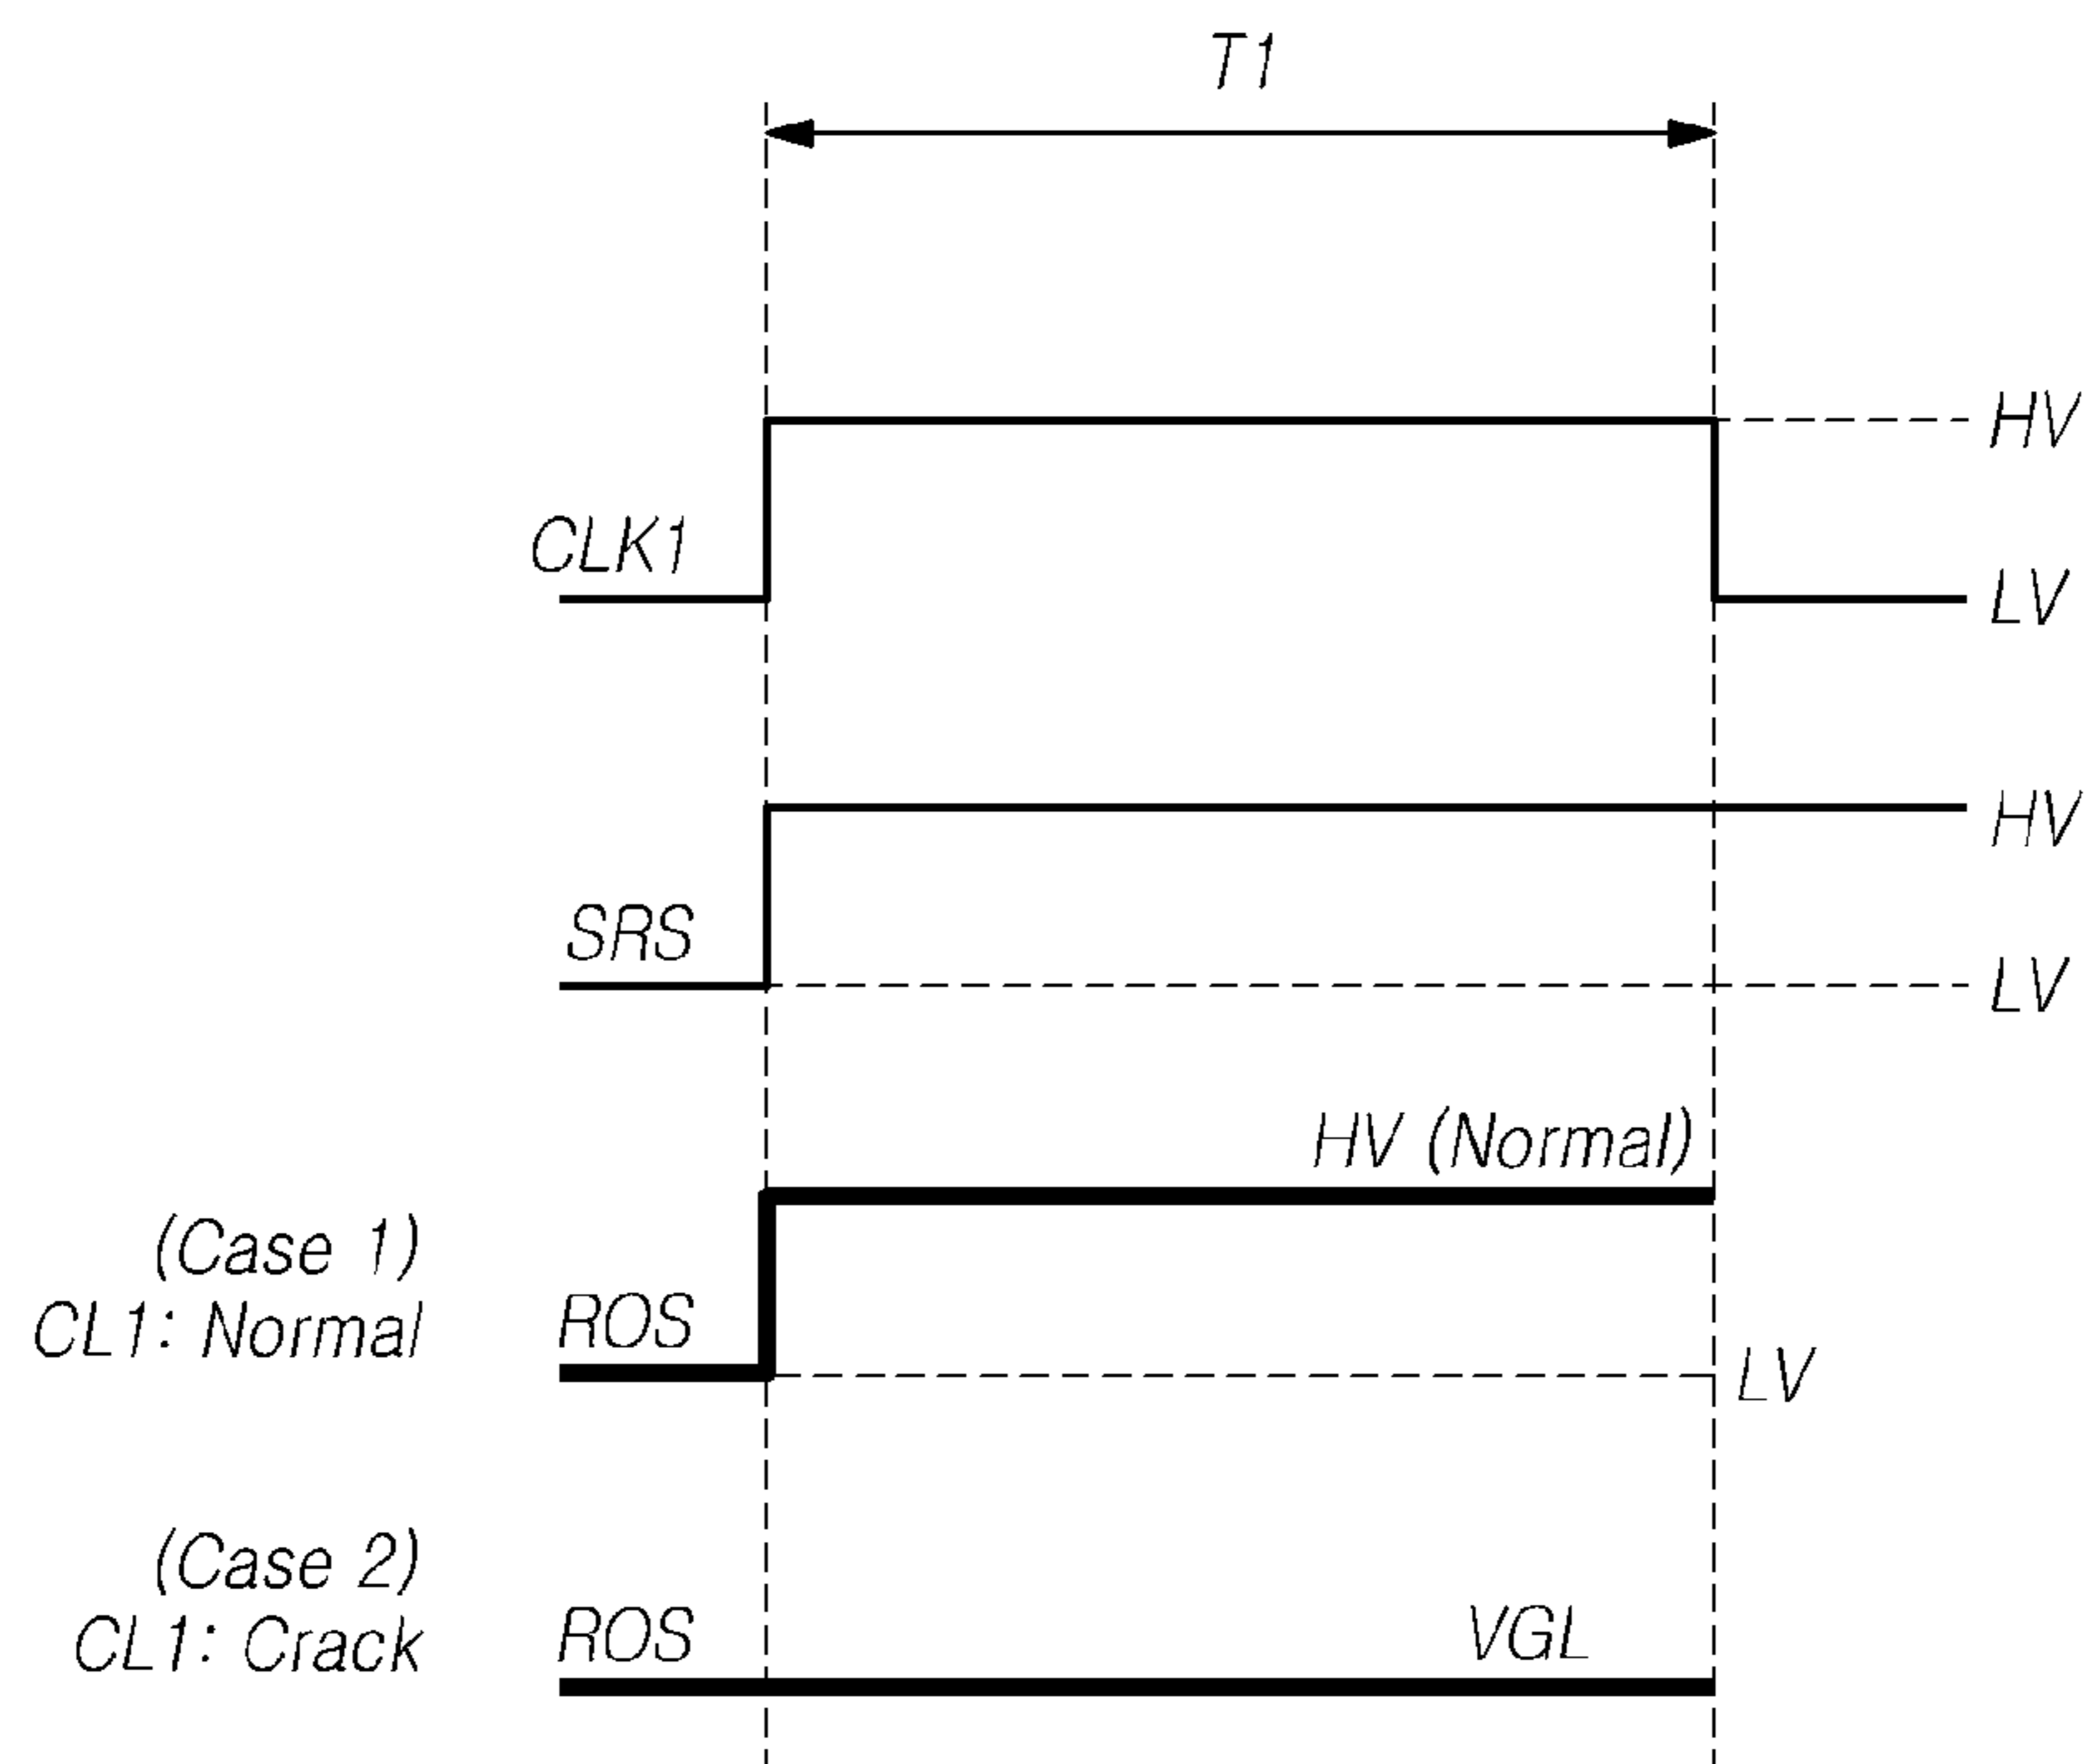 T1
HV
CLK1
LV
HV
SRS
LV
HV (Normal)
(Case 1)
CL1: Normal
ROS
LV
(Case 2)
CL1: Crack
ROS
VGL